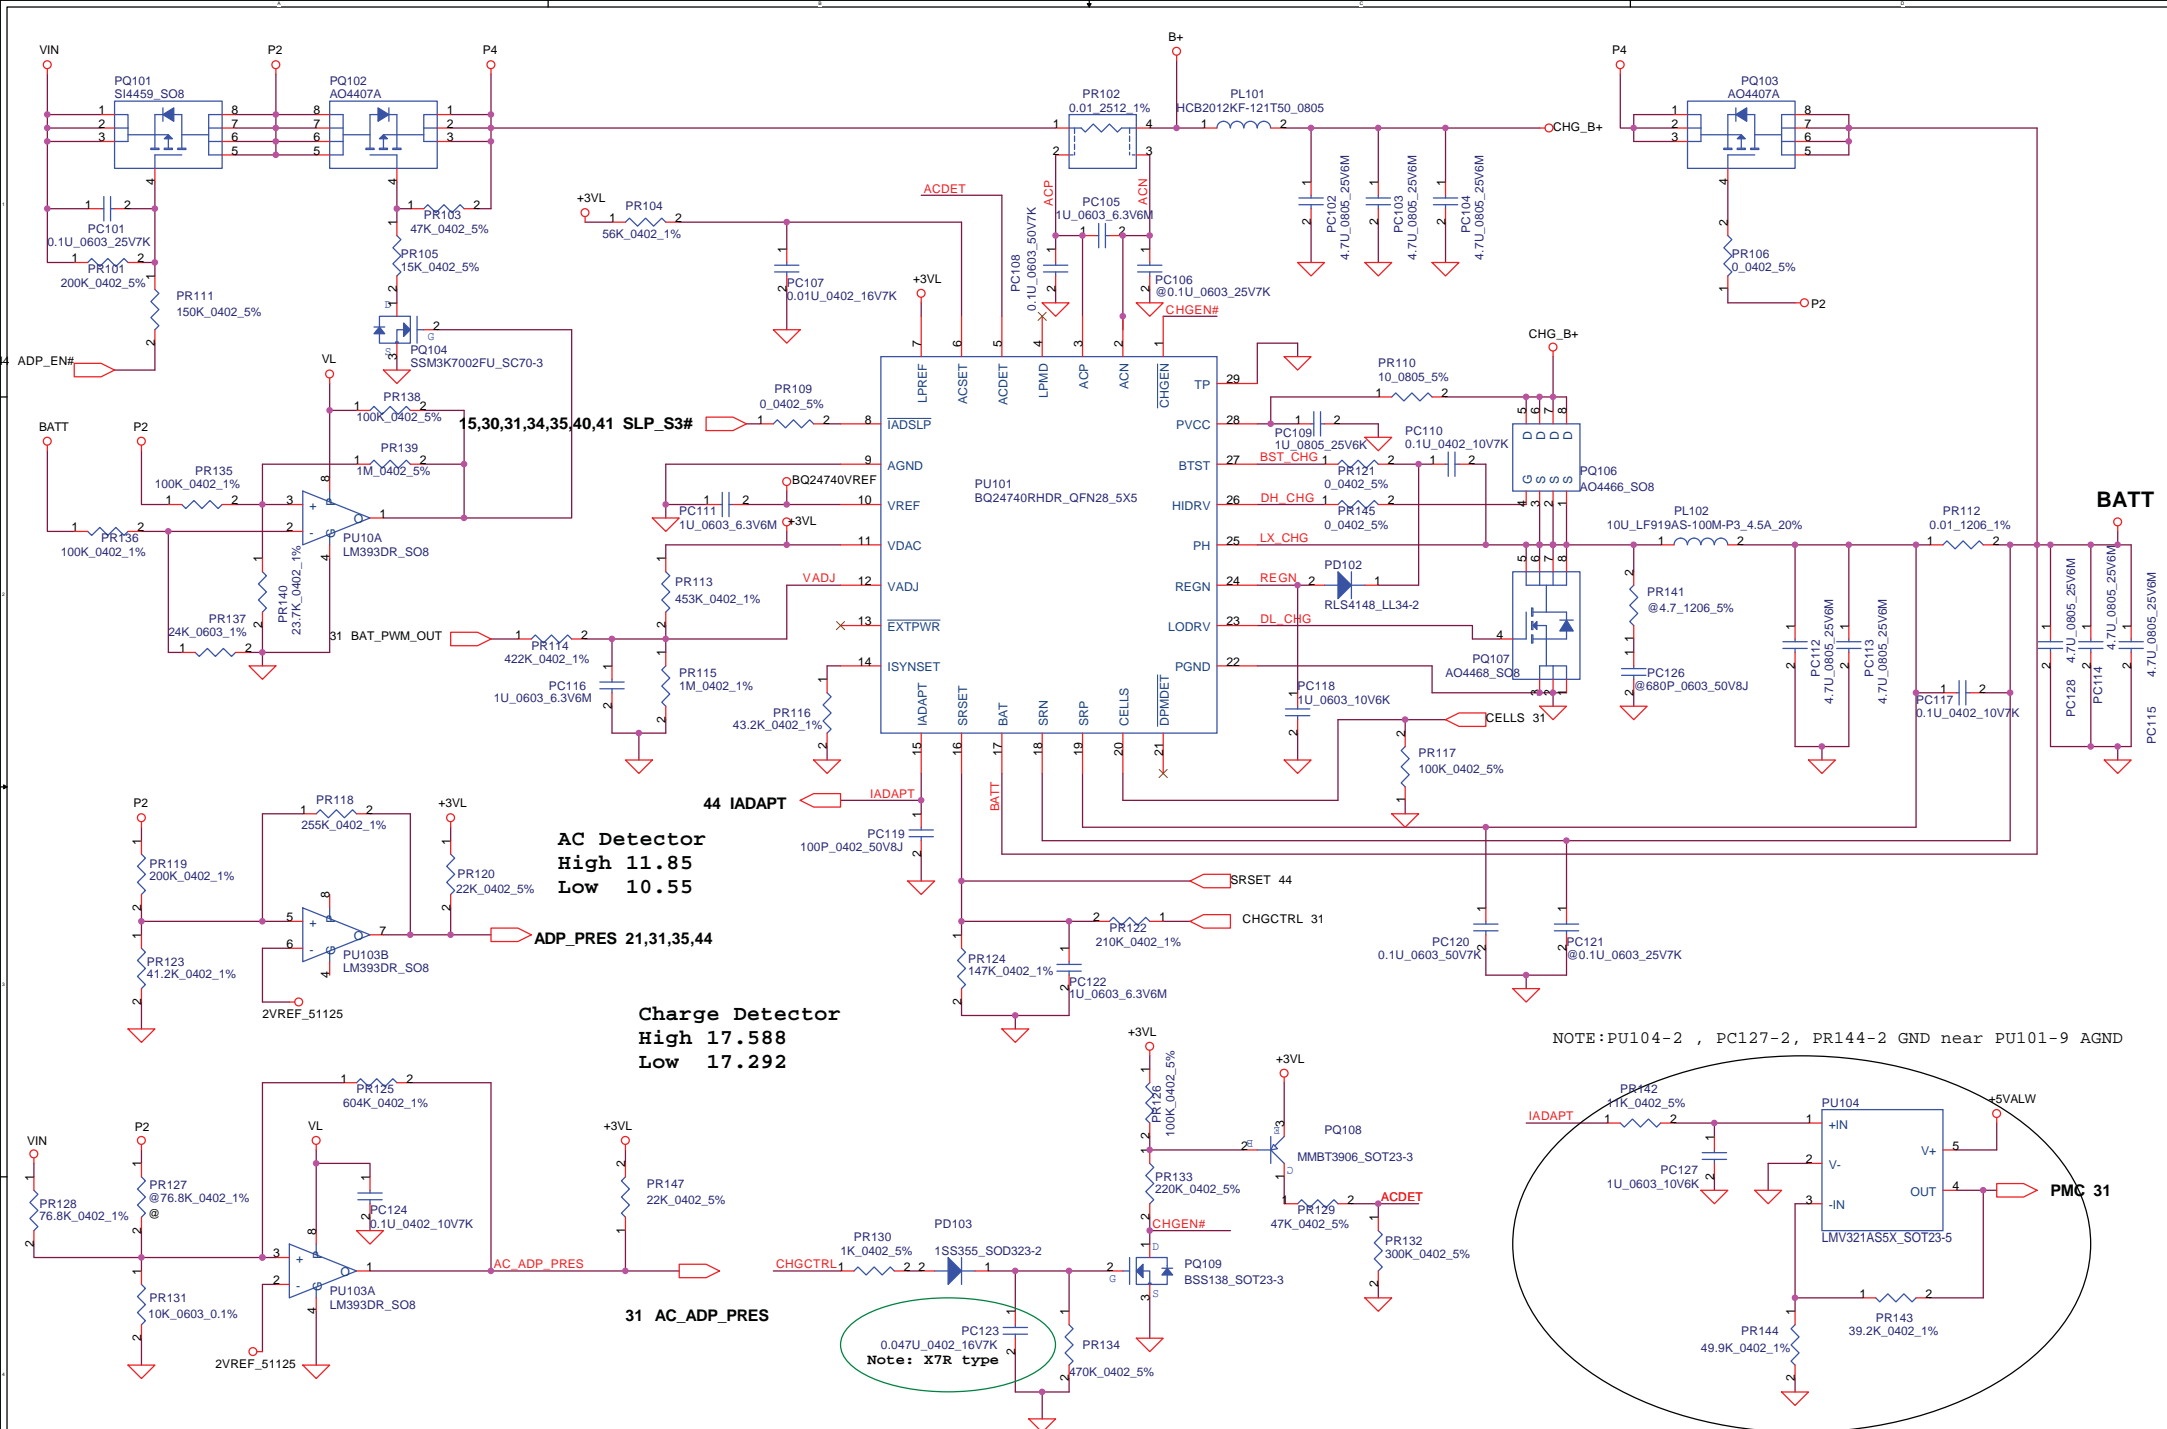 VIN
P2
P4
B+
P4
PQ101
SI4459_SO8
PQ102
AO4407A
PR102
0.01_2512_1%
PL101
HCB2012KF-121T50_0805
CHG_B+
PQ103
AO4407A
PC101
0.1U_0603_25V7K
PR101
200K_0402_5%
PR111
150K_0402_5%
ADP_EN#
PR103
47K_0402_5%
PR105
15K_0402_5%
PQ104
SSM3K7002FU_SC70-3
+3VL
PR104
56K_0402_1%
PC107
0.01U_0402_16V7K
ACDET
+3VL
ACP
ACN
PC105
1U_0603_6.3V6M
PC108
0.1U_0603_50V7K
PC106
@0.1U_0603_25V7K
CHGEN#
PC102
4.7U_0805_25V6M
PC103
4.7U_0805_25V6M
PC104
4.7U_0805_25V6M
PR106
0_0402_5%
P2
VL
PR138
100K_0402_5%
PR139
1M_0402_5%
BATT
P2
PR135
100K_0402_1%
PR136
100K_0402_1%
PU10A
LM393DR_SO8
PR140
23.7K_0402_1%
PR137
24K_0603_1%
15,30,31,34,35,40,41 SLP_S3#
PR109
0_0402_5%
PU101
BQ24740RHDR_QFN28_5X5
LPREF
ACSET
ACDET
LPMD
ACP
ACN
CHGEN
IADSLP
AGND
VREF
VDAC
VADJ
EXTPWR
ISYNSET
IADAPT
SRSET
BAT
SRN
SRP
CELLS
DPMDET
TP
PVCC
BTST
HIDRV
PH
REGN
LODRV
PGND
BQ24740VREF
PC111
1U_0603_6.3V6M
+3VL
PR113
453K_0402_1%
VADJ
31 BAT_PWM_OUT
PR114
422K_0402_1%
PC116
1U_0603_6.3V6M
PR115
1M_0402_1%
PR116
43.2K_0402_1%
CHG_B+
PR110
10_0805_5%
PC109
1U_0805_25V6K
PC110
0.1U_0402_10V7K
BST_CHG
PR121
0_0402_5%
DH_CHG
PR145
0_0402_5%
LX_CHG
REGN
PD102
RLS4148_LL34-2
DL_CHG
PQ106
AO4466_SO8
PQ107
AO4468_SO8
PC118
1U_0603_10V6K
CELLS 31
PR117
100K_0402_5%
PL102
10U_LF919AS-100M-P3_4.5A_20%
PR141
@4.7_1206_5%
PC126
@680P_0603_50V8J
PR112
0.01_1206_1%
BATT
PC112
4.7U_0805_25V6M
PC113
4.7U_0805_25V6M
PC117
0.1U_0402_10V7K
PC128
4.7U_0805_25V6M
PC114
4.7U_0805_25V6M
PC115
4.7U_0805_25V6M
44 IADAPT
IADAPT
PC119
100P_0402_50V8J
BATT
SRSET 44
CHGCTRL 31
PR122
210K_0402_1%
PR124
147K_0402_1%
PC122
1U_0603_6.3V6M
PC120
0.1U_0603_50V7K
PC121
@0.1U_0603_25V7K
P2
PR118
255K_0402_1%
+3VL
PR119
200K_0402_1%
PR120
22K_0402_5%
PR123
41.2K_0402_1%
PU103B
LM393DR_SO8
2VREF_51125
ADP_PRES 21,31,35,44
AC Detector
High 11.85
Low 10.55
Charge Detector
High 17.588
Low 17.292
PR125
604K_0402_1%
VIN
P2
VL
+3VL
PR128
76.8K_0402_1%
PR127
@76.8K_0402_1%
@
PC124
0.1U_0402_10V7K
PR147
22K_0402_5%
PR131
10K_0603_0.1%
PU103A
LM393DR_SO8
2VREF_51125
AC_ADP_PRES
31 AC_ADP_PRES
CHGCTRL
PR130
1K_0402_5%
PD103
1SS355_SOD323-2
PC123
0.047U_0402_16V7K
Note: X7R type
PR134
470K_0402_5%
+3VL
PR126
100K_0402_5%
PR133
220K_0402_5%
CHGEN#
PQ109
BSS138_SOT23-3
+3VL
PQ108
MMBT3906_SOT23-3
PR129
47K_0402_5%
ACDET
PR132
300K_0402_5%
NOTE:PU104-2 , PC127-2, PR144-2 GND near PU101-9 AGND
IADAPT
PR142
11K_0402_5%
PC127
1U_0603_10V6K
PU104
+IN
V-
-IN
V+
OUT
LMV321AS5X_SOT23-5
+5VALW
PMC 31
PR143
39.2K_0402_1%
PR144
49.9K_0402_1%